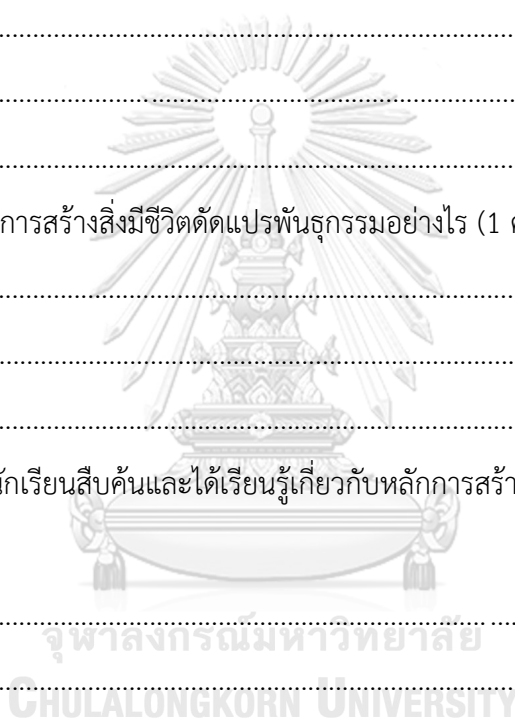 การสร้างสิ่งมีชีวิตดัดแปรพันธุกรรมอย่างไร (1
นักเรียนสืบค้นและได้เรียนรู้เกี่ยวกับหลักการสร้า
จุฬาลงกรณ์มหาวิทยาลัย
CHULALONGKORN UNIVERSITY